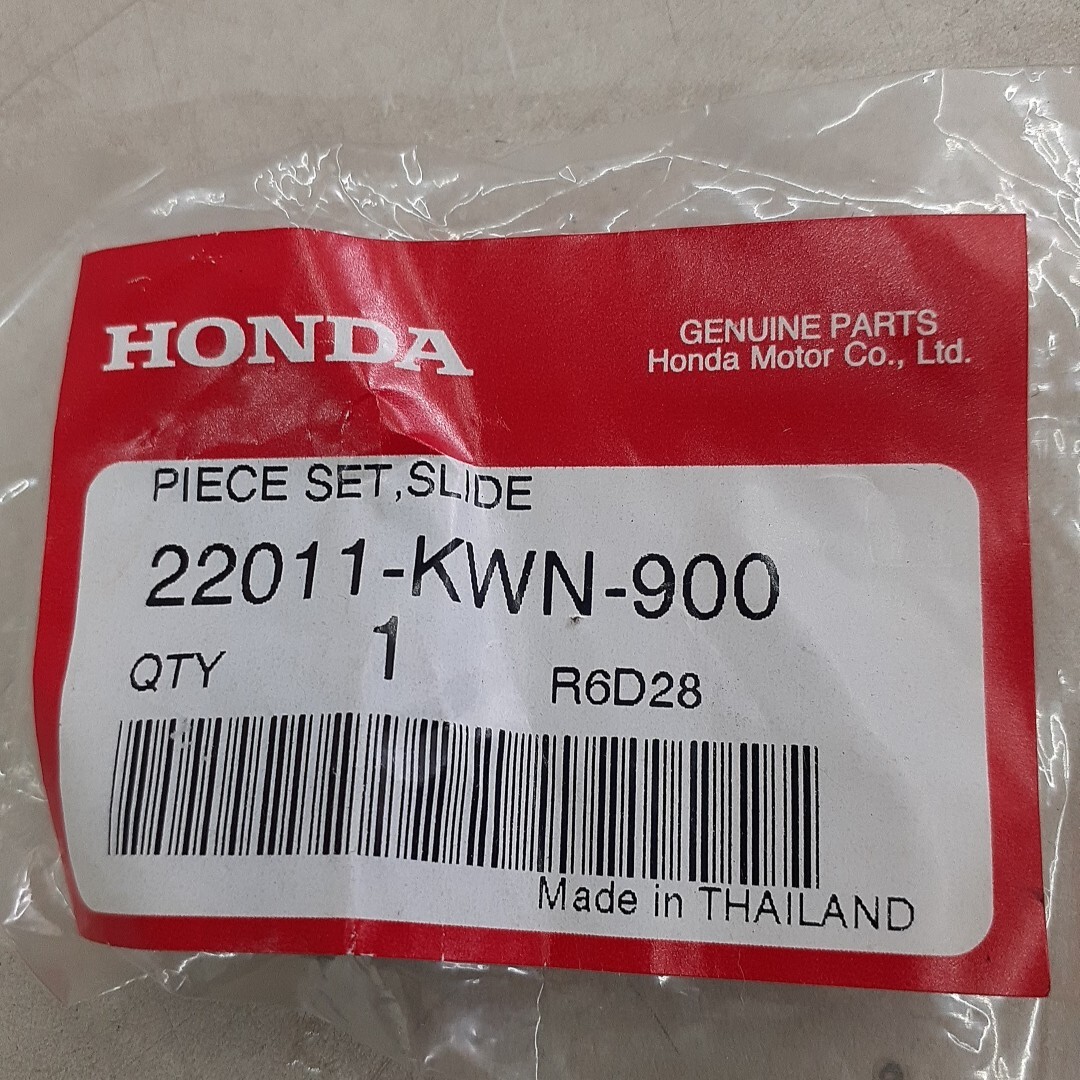 HONDA
GENUINE PARTS
Honda Motor Co., Ltd.
PIECE SET,SLIDE
22011-KWN-900
QTY 1 R6D28
Made in THAILAND